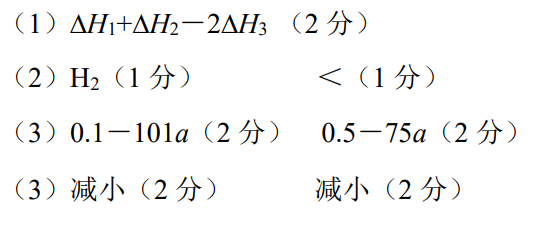 （1）ΔH₁+ΔH₂－2ΔH₃ （2 分）
（2）H₂（1 分） ＜（1 分）
（3）0.1－101a（2 分） 0.5－75a（2 分）
（3）减小（2 分） 减小（2 分）